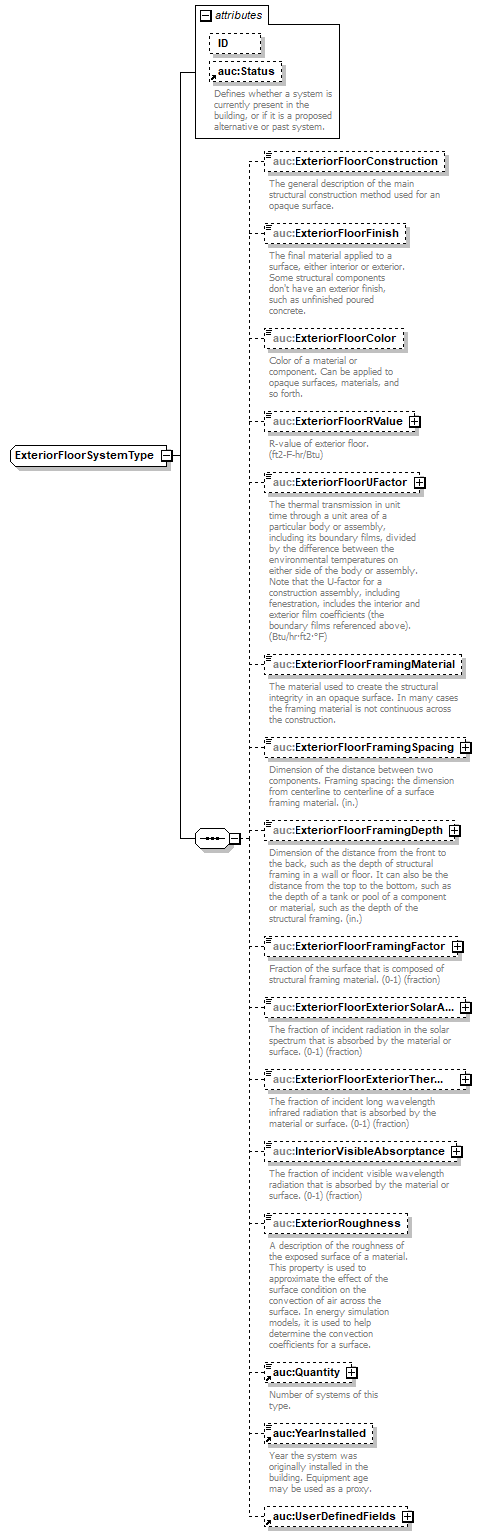 attributes
ID
auc:Status
Defines whether a system is
currently present in the
building, or if it is a proposed
alternative or past system.
auc:ExteriorFloorConstruction
The general description of the main
structural construction method used for an
opaque surface.
auc:ExteriorFloorFinish
The final material applied to a
surface, either interior or exterior.
Some structural components
don't have an exterior finish,
such as unfinished poured
concrete.
auc:ExteriorFloorColor
Color of a material or
component. Can be applied to
opaque surfaces, materials, and
so forth.
auc:ExteriorFloorRValue
R-value of exterior floor.
(ft2-F-hr/Btu)
ExteriorFloorSystemType
auc:ExteriorFloorUFactor
The thermal transmission in unit
time through a unit area of a
particular body or assembly,
including its boundary films, divided
by the difference between the
environmental temperatures on
either side of the body or assembly.
Note that the U-factor for a
construction assembly, including
fenestration, includes the interior and
exterior film coefficients (the
boundary films referenced above).
(Btu/hr·ft2·°F)
auc:ExteriorFloorFramingMaterial
The material used to create the structural
integrity in an opaque surface. In many cases
the framing material is not continuous across
the construction.
auc:ExteriorFloorFramingSpacing
Dimension of the distance between two
components. Framing spacing: the dimension
from centerline to centerline of a surface
framing material. (in.)
auc:ExteriorFloorFramingDepth
Dimension of the distance from the front to
the back, such as the depth of structural
framing in a wall or floor. It can also be the
distance from the top to the bottom, such as
the depth of a tank or pool of a component
or material, such as the depth of the
structural framing. (in.)
auc:ExteriorFloorFramingFactor
Fraction of the surface that is composed of
structural framing material. (0-1) (fraction)
auc:ExteriorFloorExteriorSolarA...
The fraction of incident radiation in the solar
spectrum that is absorbed by the material or
surface. (0-1) (fraction)
auc:ExteriorFloorExteriorTher...
The fraction of incident long wavelength
infrared radiation that is absorbed by the
material or surface. (0-1) (fraction)
auc:InteriorVisibleAbsorptance
The fraction of incident visible wavelength
radiation that is absorbed by the material or
surface. (0-1) (fraction)
auc:ExteriorRoughness
A description of the roughness of
the exposed surface of a material.
This property is used to
approximate the effect of the
surface condition on the
convection of air across the
surface. In energy simulation
models, it is used to help
determine the convection
coefficients for a surface.
auc:Quantity
Number of systems of this
type.
auc:YearInstalled
Year the system was
originally installed in the
building. Equipment age
may be used as a proxy.
auc:UserDefinedFields